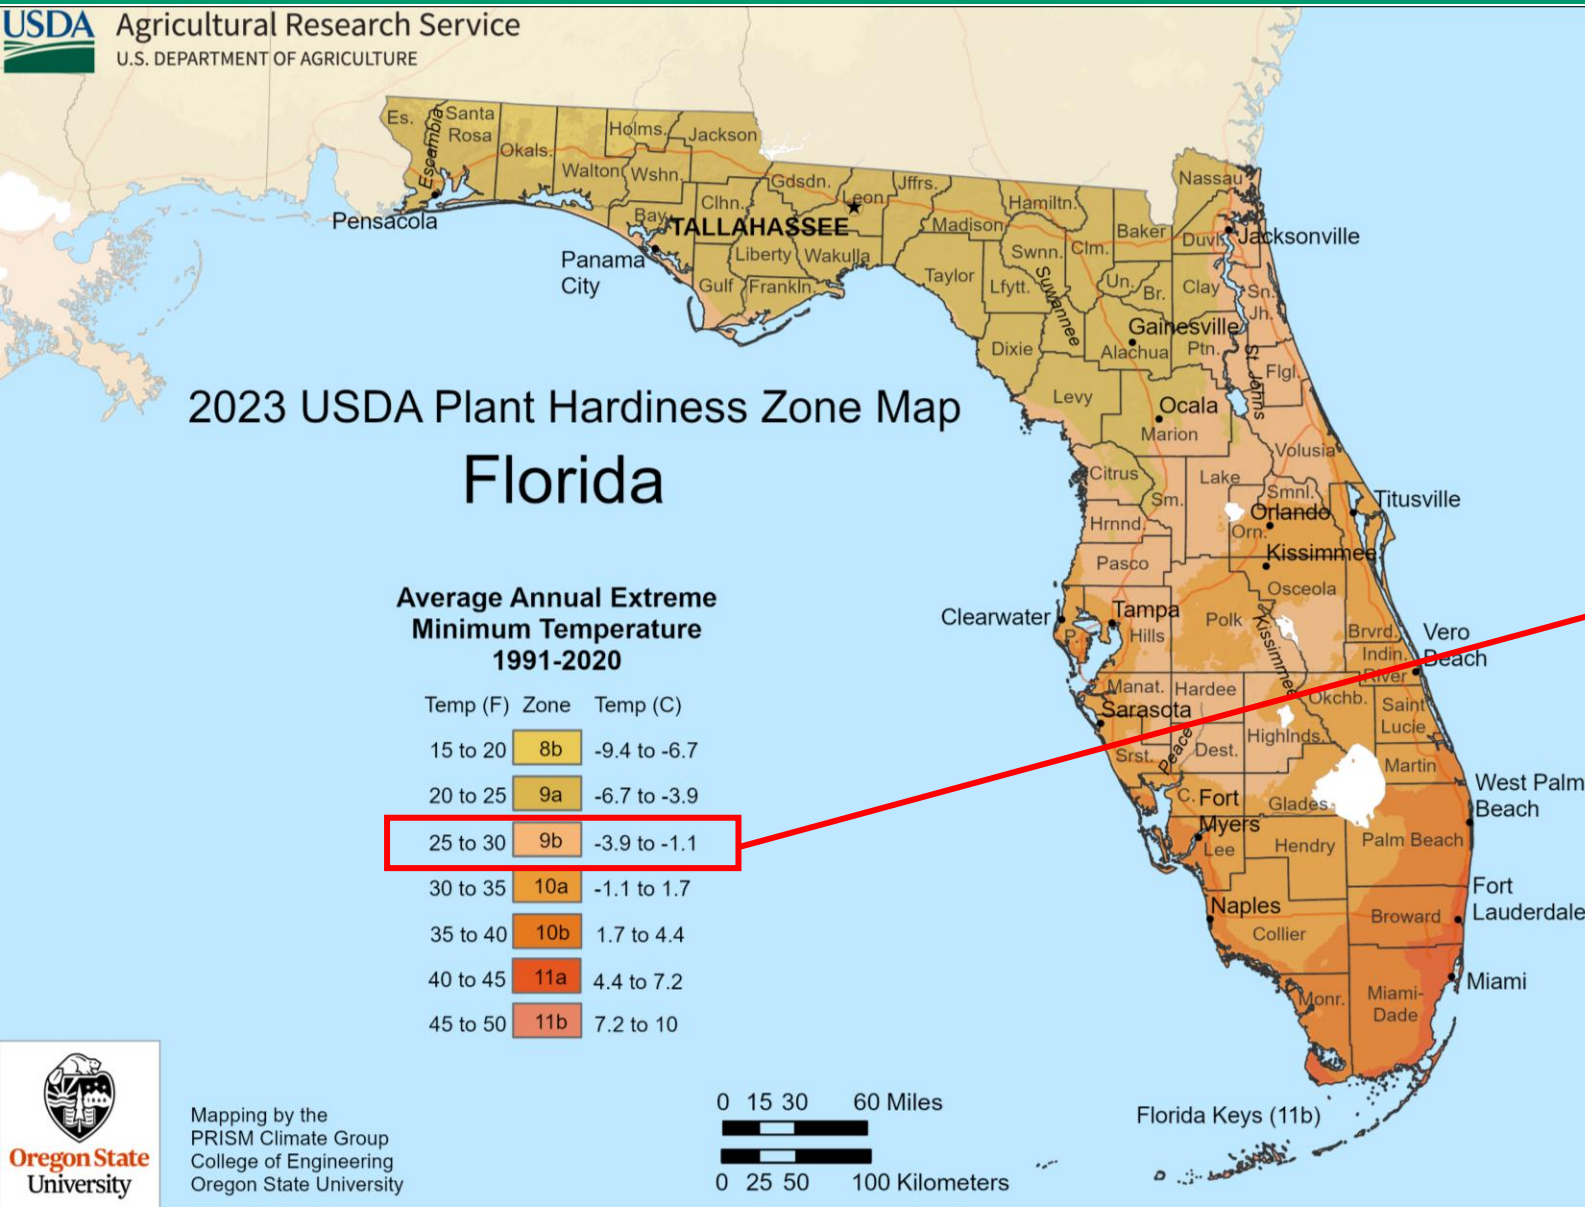 USDA
Agricultural Research Service
U.S. DEPARTMENT OF AGRICULTURE
Es.
Escambia
Santa
Rosa
Okals.
Holms.
Jackson
Walton
Wshn.
Pensacola
Bay
Clhn.
Gdsdn.
Leon
Jffrs.
TALLAHASSEE
Panama
City
Liberty
Wakulla
Gulf
Frankln.
Madison
Hamiltn.
Taylor
Swnn.
Clm.
Baker
Nassau
Duvl.
Jacksonville
Lfytt.
Suwannee
Un.
Br.
Clay
Sn.
Jh.
Dixie
Gainesville
Alachua
Ptn.
St Johns
Flgl.
Levy
Ocala
Marion
Volusia
2023 USDA Plant Hardiness Zone Map
Florida
Citrus
Sm.
Lake
Smnl.
Titusville
Orlando
Hrnnd.
Orn.
Pasco
Kissimmee
Osceola
Clearwater
P.
Tampa
Hills
Polk
Kissimmee
Brvrd.
Vero
Beach
Indin.
River
Manat.
Hardee
Okchb.
Sarasota
Saint
Lucie
Srst.
Peace
Dest.
Highlnds.
Martin
C.
Fort
Myers
Glades
West Palm
Beach
Lee
Hendry
Palm Beach
Naples
Collier
Broward
Fort
Lauderdale
Monr.
Miami-
Dade
Miami
Florida Keys (11b)
Average Annual Extreme
Minimum Temperature
1991-2020
Temp (F) Zone Temp (C)
15 to 20 8b -9.4 to -6.7
20 to 25 9a -6.7 to -3.9
25 to 30 9b -3.9 to -1.1
30 to 35 10a -1.1 to 1.7
35 to 40 10b 1.7 to 4.4
40 to 45 11a 4.4 to 7.2
45 to 50 11b 7.2 to 10
Oregon State
University
Mapping by the
PRISM Climate Group
College of Engineering
Oregon State University
0 15 30 60 Miles
0 25 50 100 Kilometers